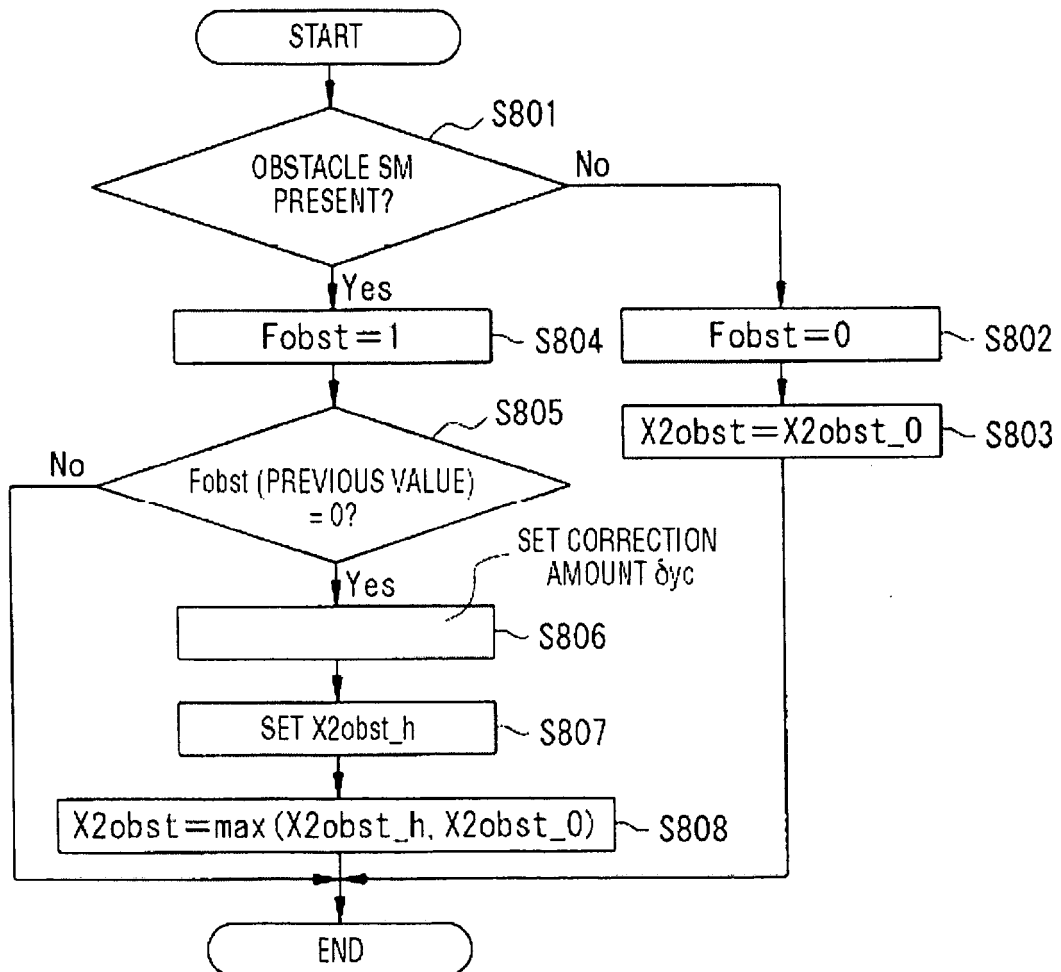 START
S801
OBSTACLE SM
PRESENT?
No
Yes
Fobst=1
S804
Fobst=0
S802
S805
X2obst=X2obst_0
S803
No
Fobst (PREVIOUS VALUE)
= 0?
SET CORRECTION
AMOUNT δyc
Yes
S806
SET X2obst_h
S807
X2obst=max(X2obst_h, X2obst_0)
S808
END